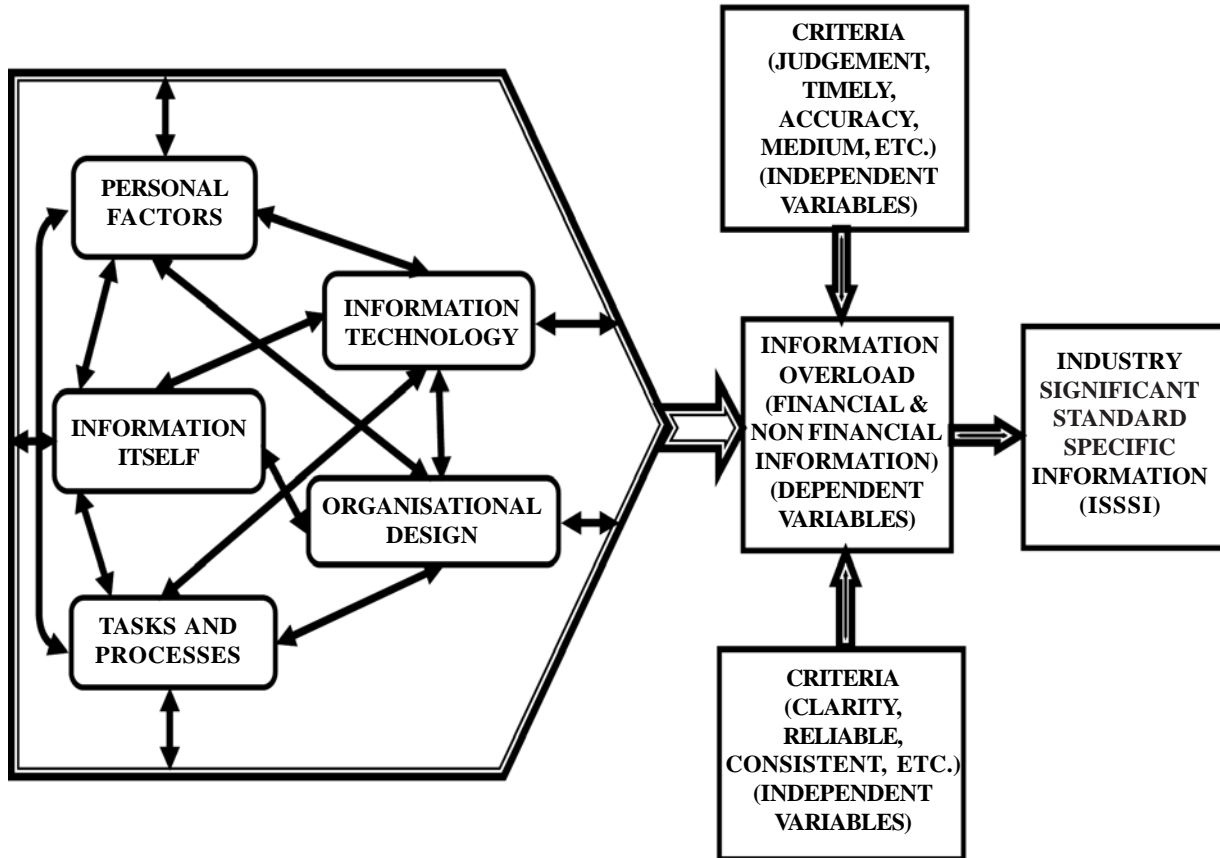 PERSONAL
FACTORS
INFORMATION
TECHNOLOGY
INFORMATION
ITSELF
ORGANISATIONAL
DESIGN
TASKS AND
PROCESSES
CRITERIA
(JUDGEMENT,
TIMELY,
ACCURACY,
MEDIUM, ETC.)
(INDEPENDENT
VARIABLES)
INFORMATION
OVERLOAD
(FINANCIAL &
NON FINANCIAL
INFORMATION)
(DEPENDENT
VARIABLES)
CRITERIA
(CLARITY,
RELIABLE,
CONSISTENT, ETC.)
(INDEPENDENT
VARIABLES)
INDUSTRY
SIGNIFICANT
STANDARD
SPECIFIC
INFORMATION
(ISSSI)